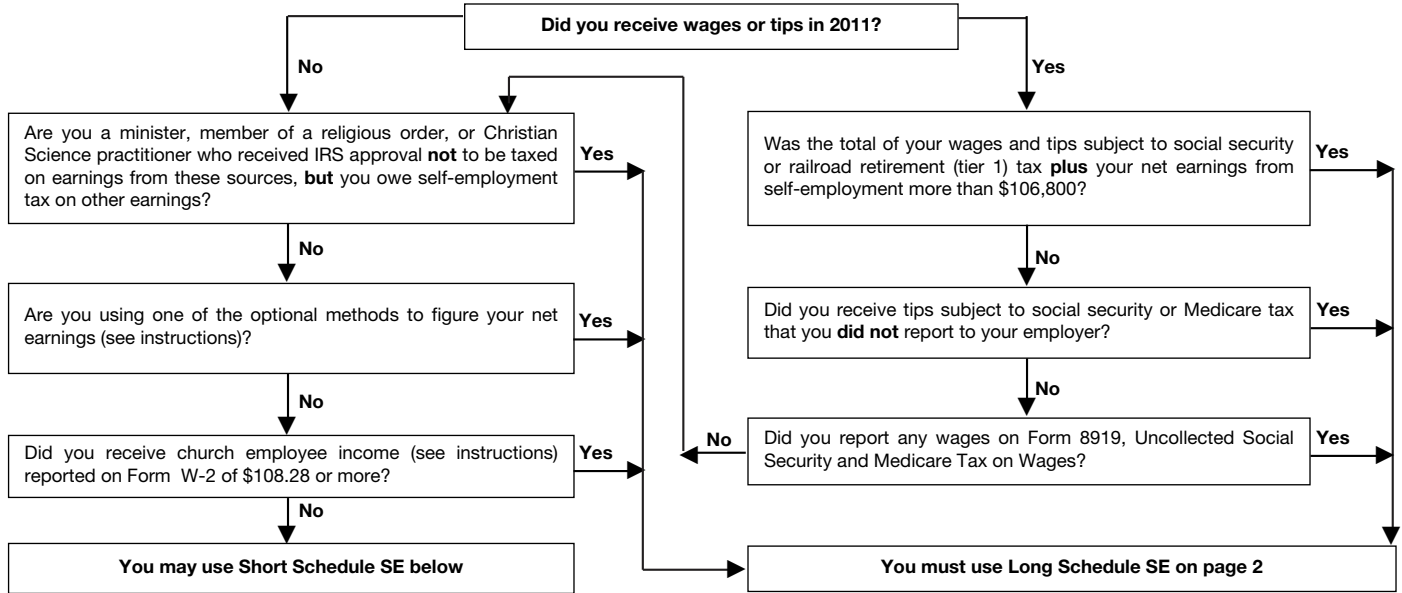 Did you receive wages or tips in 2011?
No
Yes
Are you a minister, member of a religious order, or Christian
Science practitioner who received IRS approval not to be taxed
on earnings from these sources, but you owe self-employment
tax on other earnings?
Yes
Was the total of your wages and tips subject to social security
or railroad retirement (tier 1) tax plus your net earnings from
self-employment more than $106,800?
Yes
No
No
Are you using one of the optional methods to figure your net
earnings (see instructions)?
Yes
Did you receive tips subject to social security or Medicare tax
that you did not report to your employer?
Yes
No
No
Did you receive church employee income (see instructions)
reported on Form W-2 of $108.28 or more?
Yes
No
Did you report any wages on Form 8919, Uncollected Social
Security and Medicare Tax on Wages?
Yes
No
You may use Short Schedule SE below
You must use Long Schedule SE on page 2